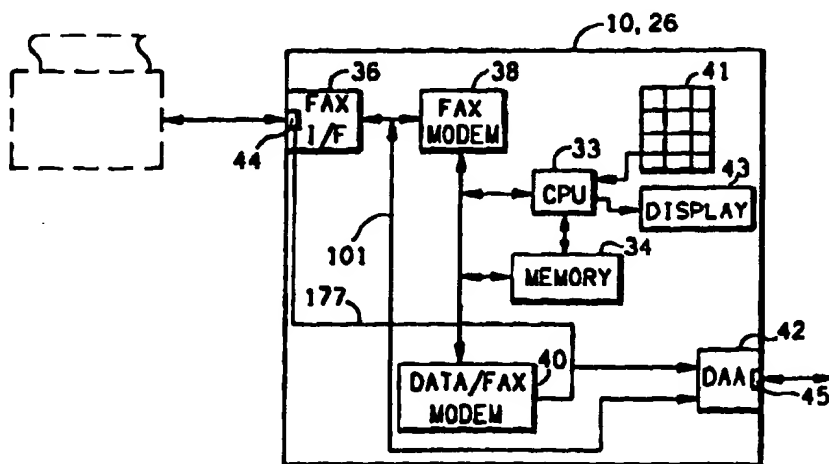 10, 26
36
38
41
FAX
I/F
FAX
MODEM
44
33
43
CPU
DISPLAY
101
34
MEMORY
177
42
40
DATA/FAX
MODEM
DAA
45